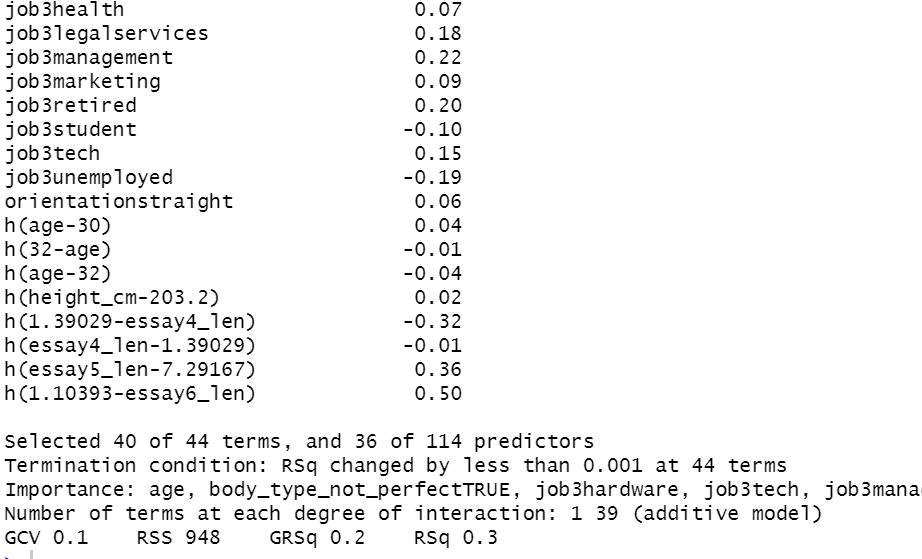 job3health 0.07
job3legalservices 0.18
job3management 0.22
job3marketing 0.09
job3retired 0.20
job3student -0.10
job3tech 0.15
job3unemployed -0.19
orientationstraight 0.06
h(age-30) 0.04
h(32-age) -0.01
h(age-32) -0.04
h(height_cm-203.2) 0.02
h(1.39029-essay4_len) -0.32
h(essay4_len-1.39029) -0.01
h(essay5_len-7.29167) 0.36
h(1.10393-essay6_len) 0.50
Selected 40 of 44 terms, and 36 of 114 predictors
Termination condition: RSq changed by less than 0.001 at 44 terms
Importance: age, body_type_not_perfectTRUE, job3hardware, job3tech, job3mana
Number of terms at each degree of interaction: 1 39 (additive model)
GCV 0.1 RSS 948 GRSq 0.2 RSq 0.3